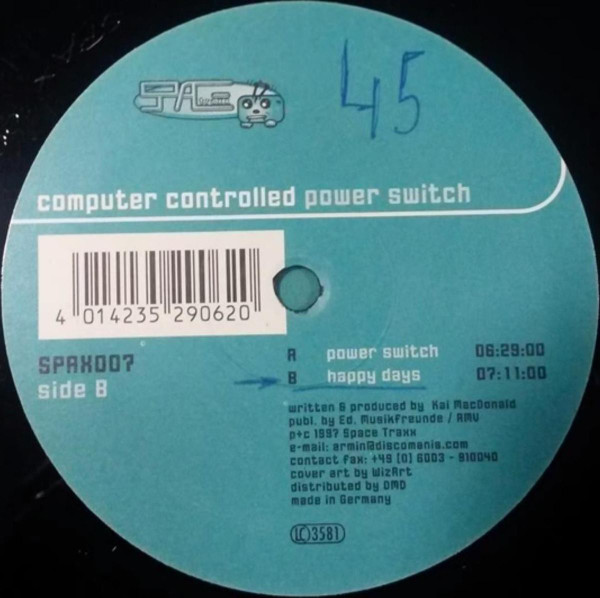 SPACE
45
computer controlled power switch
4 014235 290620
SPAX007
side B
A power switch 06:29:00
B happy days 07:11:00
written & produced by Kai MacDonald
publ. by Ed. Musikfreunde / AMV
p+c 1997 Space Traxx
e-mail: armin@discomania.com
contact fax: +49 (0) 6003 - 910040
cover art by WizArt
distributed by DMD
made in Germany
LC 3581